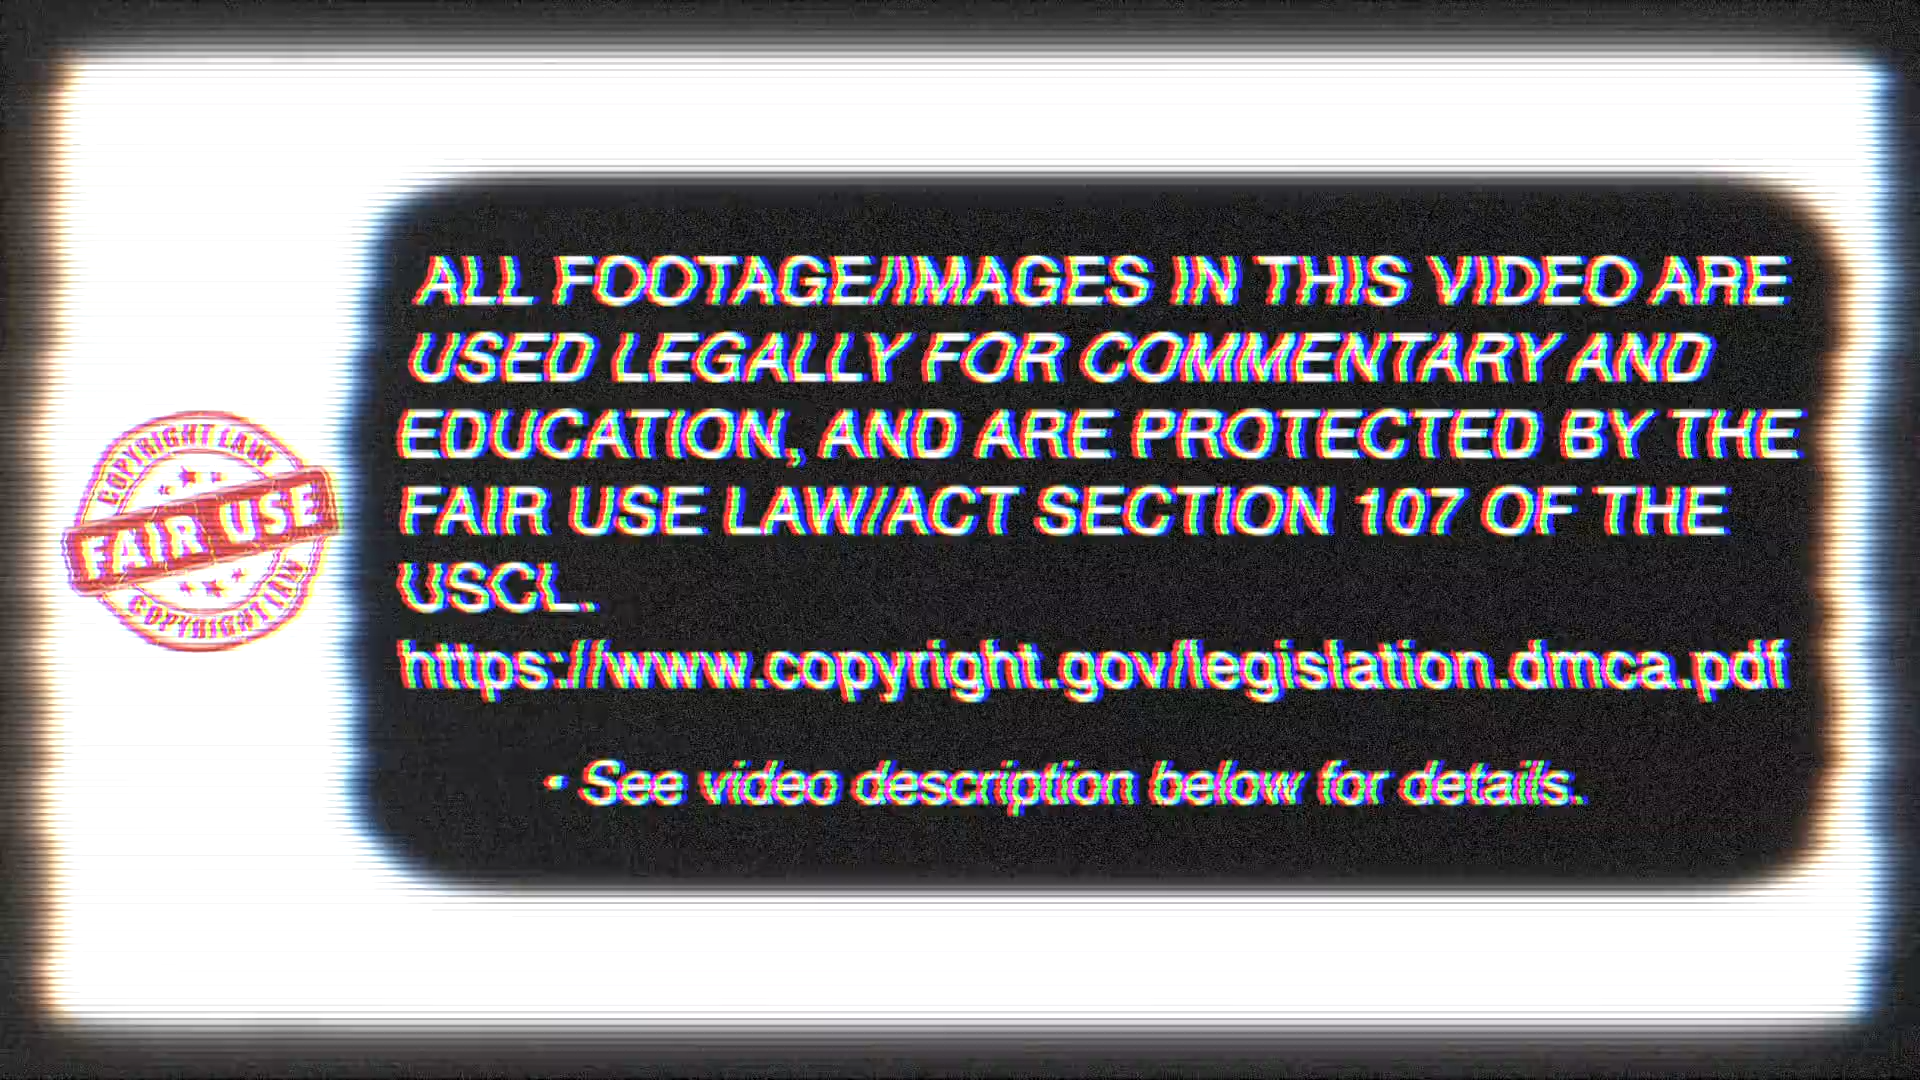 COPYRIGHT LAW
FAIR USE
COPYRIGHT LAW
ALL FOOTAGE/IMAGES IN THIS VIDEO ARE
USED LEGALLY FOR COMMENTARY AND
EDUCATION, AND ARE PROTECTED BY THE
FAIR USE LAW/ACT SECTION 107 OF THE
USCL.
https://www.copyright.gov/legislation.dmca.pdf
• See video description below for details.